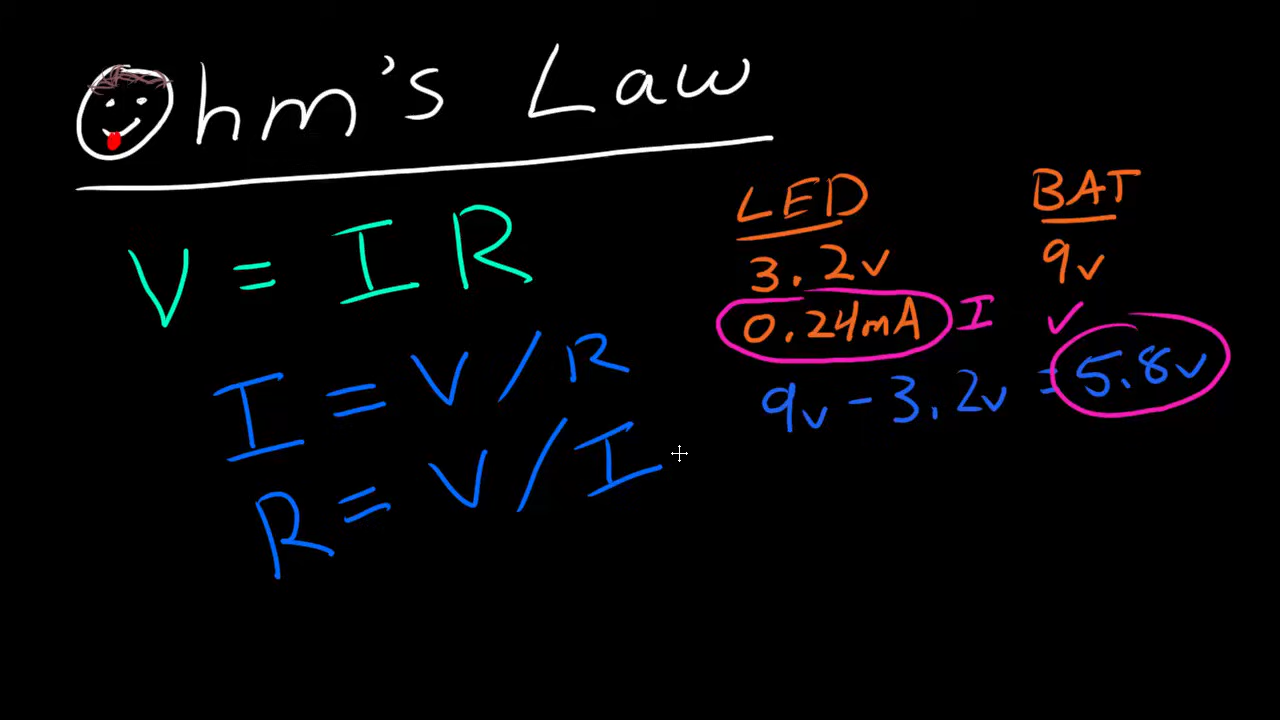 Ohm's Law
V = IR
I = V/R
R = V/I
LED
3.2v
0.24mA I
BAT
9v
V
9v - 3.2v = 5.8v